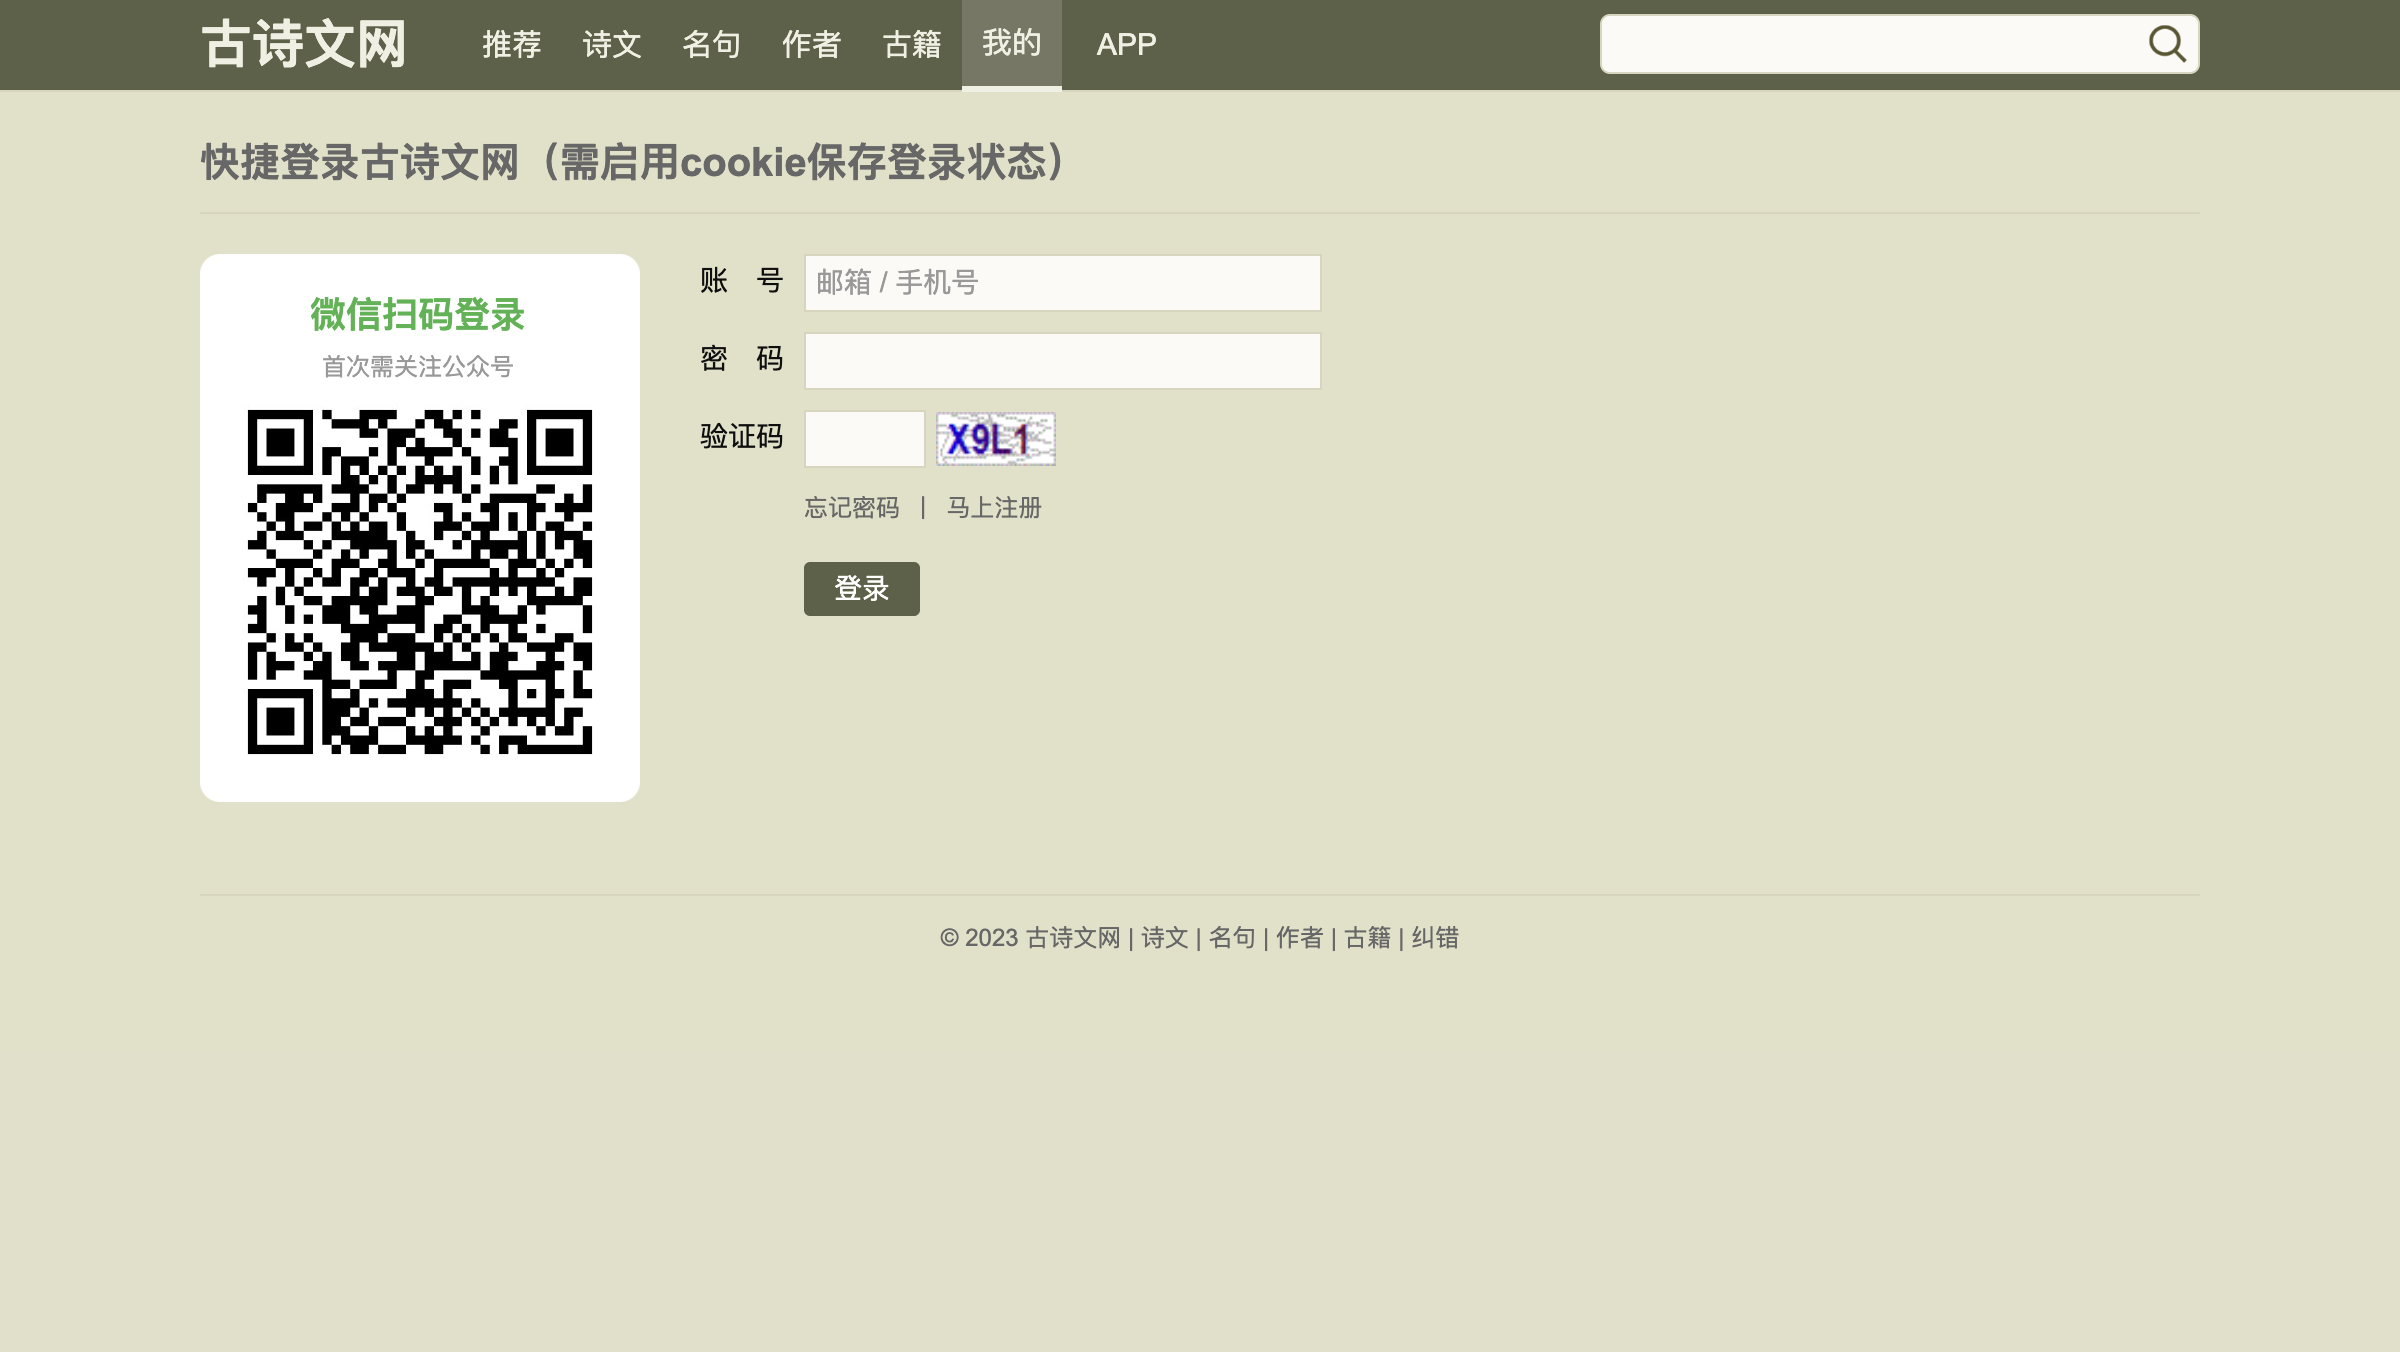 古诗文网 推荐 诗文 名句 作者 古籍 我的 APP
快捷登录古诗文网（需启用cookie保存登录状态）
微信扫码登录
首次需关注公众号
账 号 邮箱 / 手机号
密 码
验证码 X9L1
忘记密码 | 马上注册
登录
© 2023 古诗文网 | 诗文 | 名句 | 作者 | 古籍 | 纠错